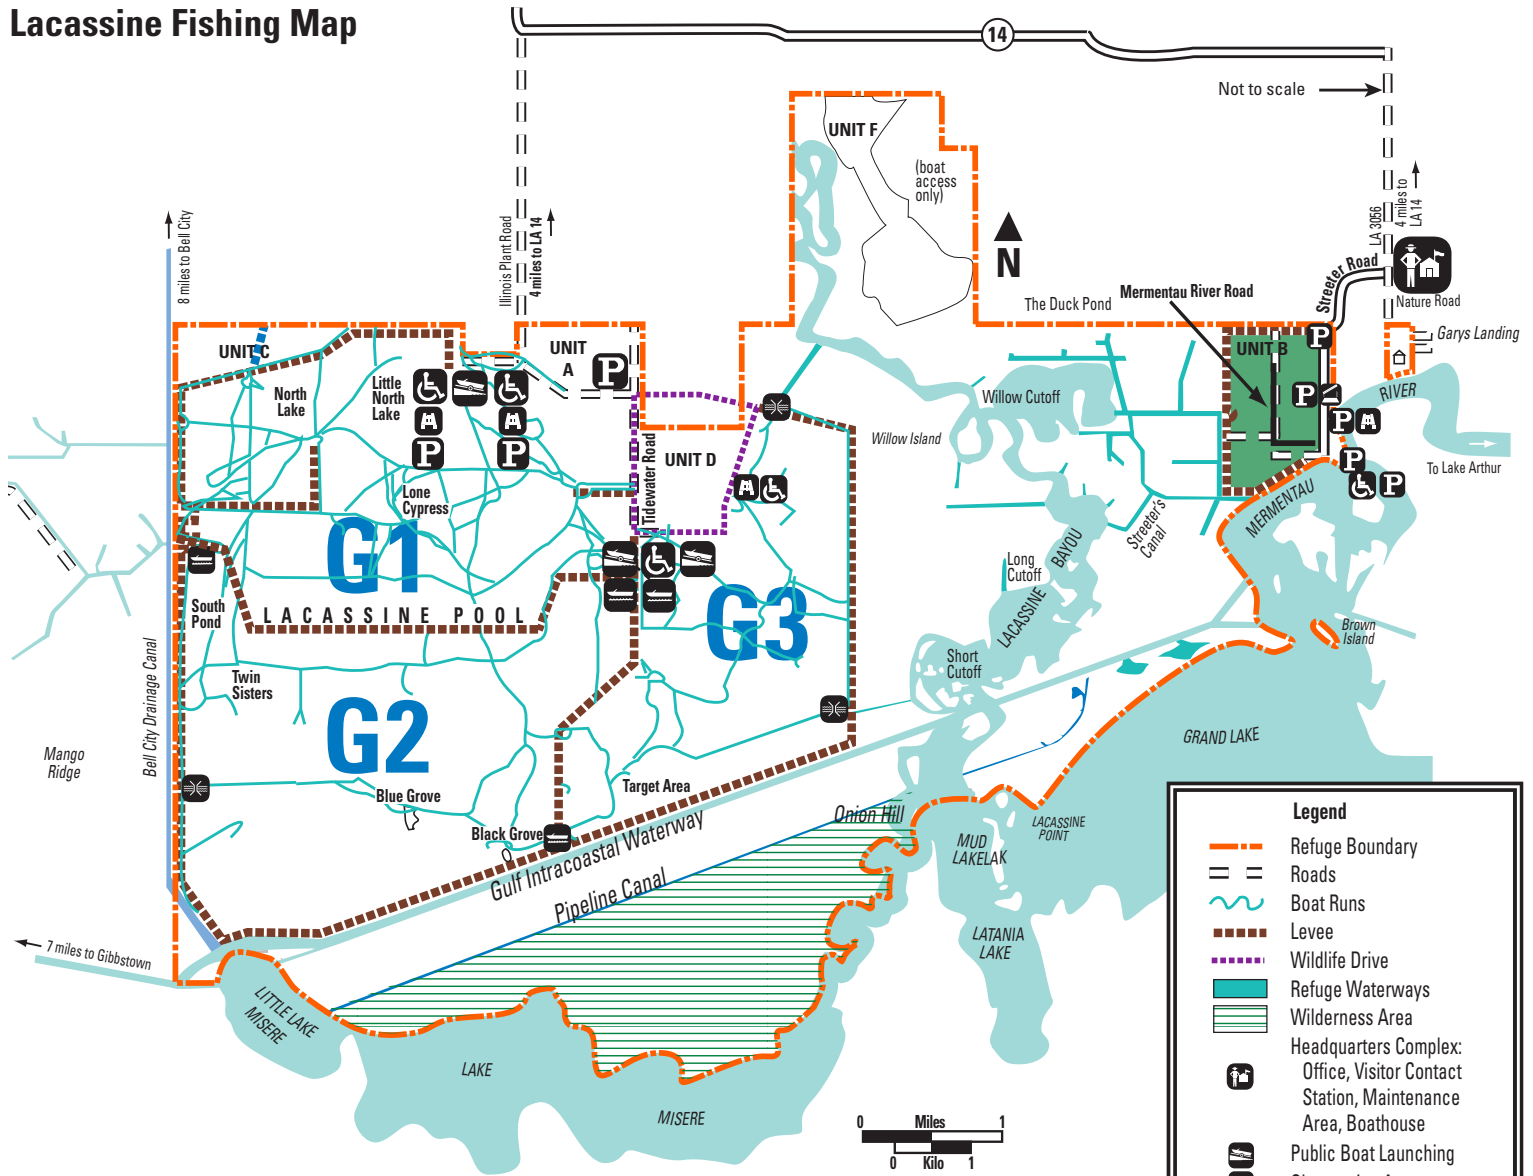 Lacassine Fishing Map
14
Not to scale
UNIT F
(boat
access
only)
8 miles to Bell City
Illinois Plant Road
4 miles to LA 14
LA 3056
4 miles to
LA 14
N
Streeter Road
Nature Road
The Duck Pond
Mermentau River Road
Garys Landing
UNIT C
UNIT
A
P
UNIT B
P
North
Lake
Little
North
Lake
Willow Cutoff
P
RIVER
Willow Island
P
P
P
UNIT D
Tidewater Road
P
P
To Lake Arthur
Lone
Cypress
MERMENTAU
Streeter's
Canal
G1
BAYOU
Long
Cutoff
LACASSINE
South
Pond
LACASSINE POOL
G3
Brown
Island
Short
Cutoff
Bell City Drainage Canal
Twin
Sisters
G2
Mango
Ridge
GRAND LAKE
Target Area
Blue Grove
Black Grove
Onion Hill
Gulf Intracoastal Waterway
Pipeline Canal
LACASSINE
POINT
MUD
LAKELAK
LATANIA
LAKE
7 miles to Gibbstown
LITTLE LAKE
MISERE
LAKE
MISERE
0 Miles 1
0 Kilo 1
Legend
Refuge Boundary
Roads
Boat Runs
Levee
Wildlife Drive
Refuge Waterways
Wilderness Area
Headquarters Complex:
Office, Visitor Contact
Station, Maintenance
Area, Boathouse
Public Boat Launching